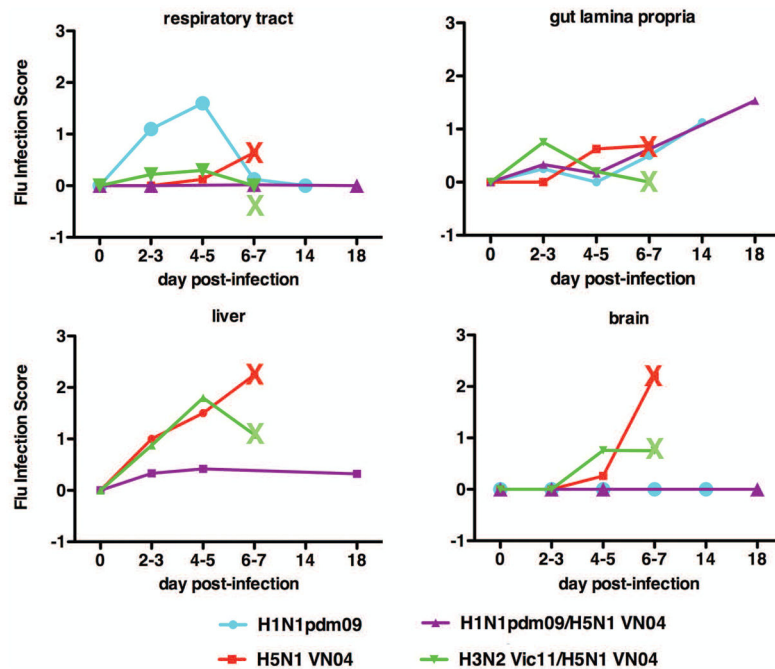 respiratory tract
Flu Infection Score
3
2
1
0
-1
0 2-3 4-5 6-7 14 18
day post-infection
X
X
gut lamina propria
3
2
1
0
-1
0 2-3 4-5 6-7 14 18
day post-infection
X
X
liver
Flu Infection Score
3
2
1
0
-1
0 2-3 4-5 6-7 14 18
day post-infection
X
X
brain
3
2
1
0
-1
0 2-3 4-5 6-7 14 18
day post-infection
X
X
H1N1pdm09
H1N1pdm09/H5N1 VN04
H5N1 VN04
H3N2 Vic11/H5N1 VN04